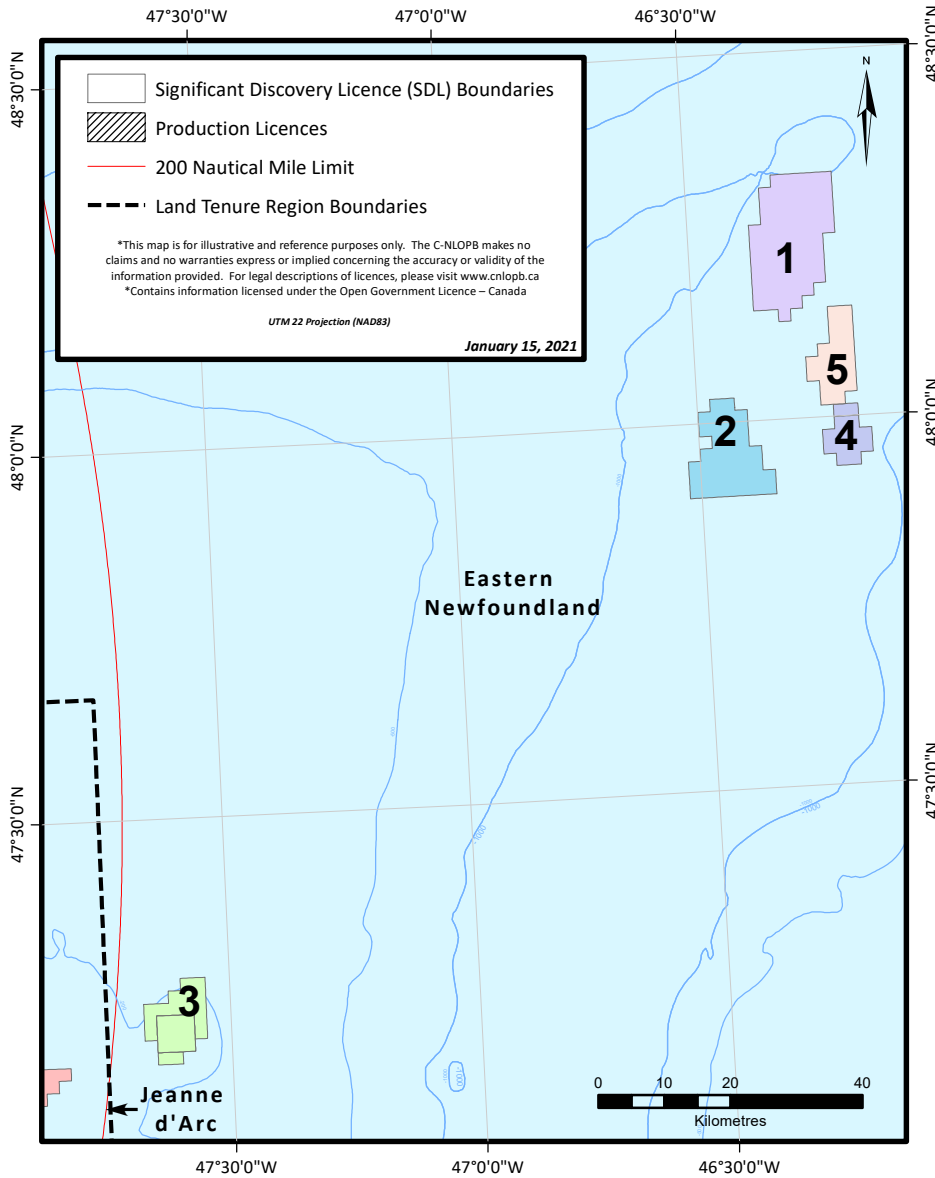 47°30'0"W 47°0'0"W 46°30'0"W
48°30'0"N
48°30'0"N
Significant Discovery Licence (SDL) Boundaries
Production Licences
200 Nautical Mile Limit
Land Tenure Region Boundaries
*This map is for illustrative and reference purposes only. The C-NLOPB makes no
claims and no warranties express or implied concerning the accuracy or validity of the
information provided. For legal descriptions of licences, please visit www.cnlopb.ca
*Contains information licensed under the Open Government Licence – Canada
UTM 22 Projection (NAD83)
January 15, 2021
N
1
5
2
4
48°0'0"N
48°0'0"N
Eastern
Newfoundland
47°30'0"N
47°30'0"N
-1000
-1000
3
-1000
Jeanne
d'Arc
0 10 20 40
Kilometres
47°30'0"W 47°0'0"W 46°30'0"W